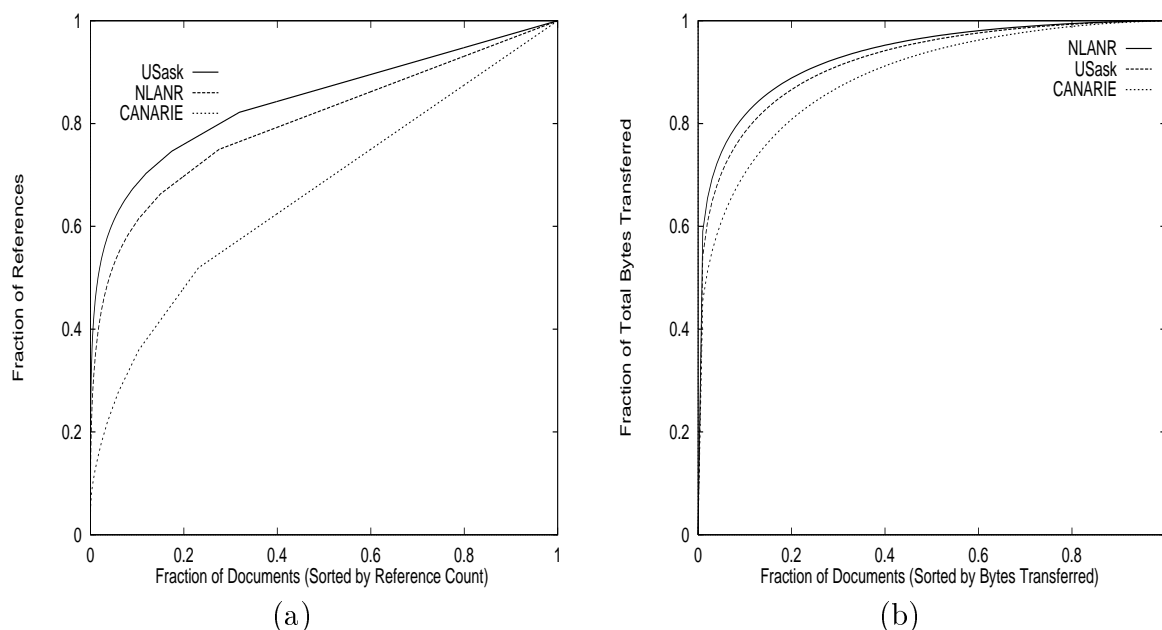 1
0.8
0.6
0.4
0.2
0
0 0.2 0.4 0.6 0.8 1
USask
NLANR
CANARIE
Fraction of References
Fraction of Documents (Sorted by Reference Count)
(a)
1
0.8
0.6
0.4
0.2
0
0 0.2 0.4 0.6 0.8
NLANR
USask
CANARIE
Fraction of Total Bytes Transferred
Fraction of Documents (Sorted by Bytes Transferred)
(b)